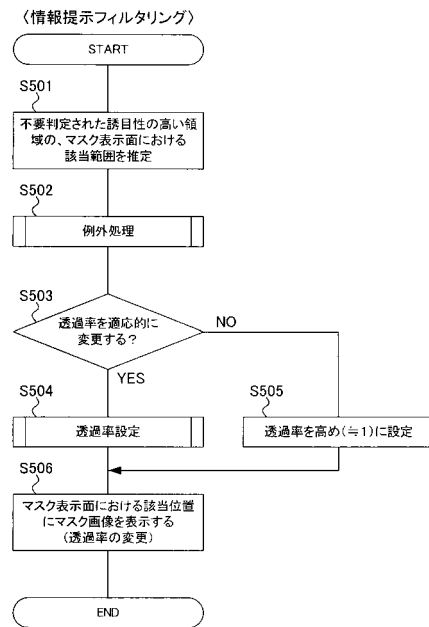 〈情報提示フィルタリング〉
START
S501
不要判定された誘目性の高い領
域の、マスク表示面における
該当範囲を推定
S502
例外処理
S503
透過率を適応的に
変更する？
NO
YES
S504
透過率設定
S505
透過率を高め(≒1)に設定
S506
マスク表示面における該当位置
にマスク画像を表示する
(透過率の変更)
END